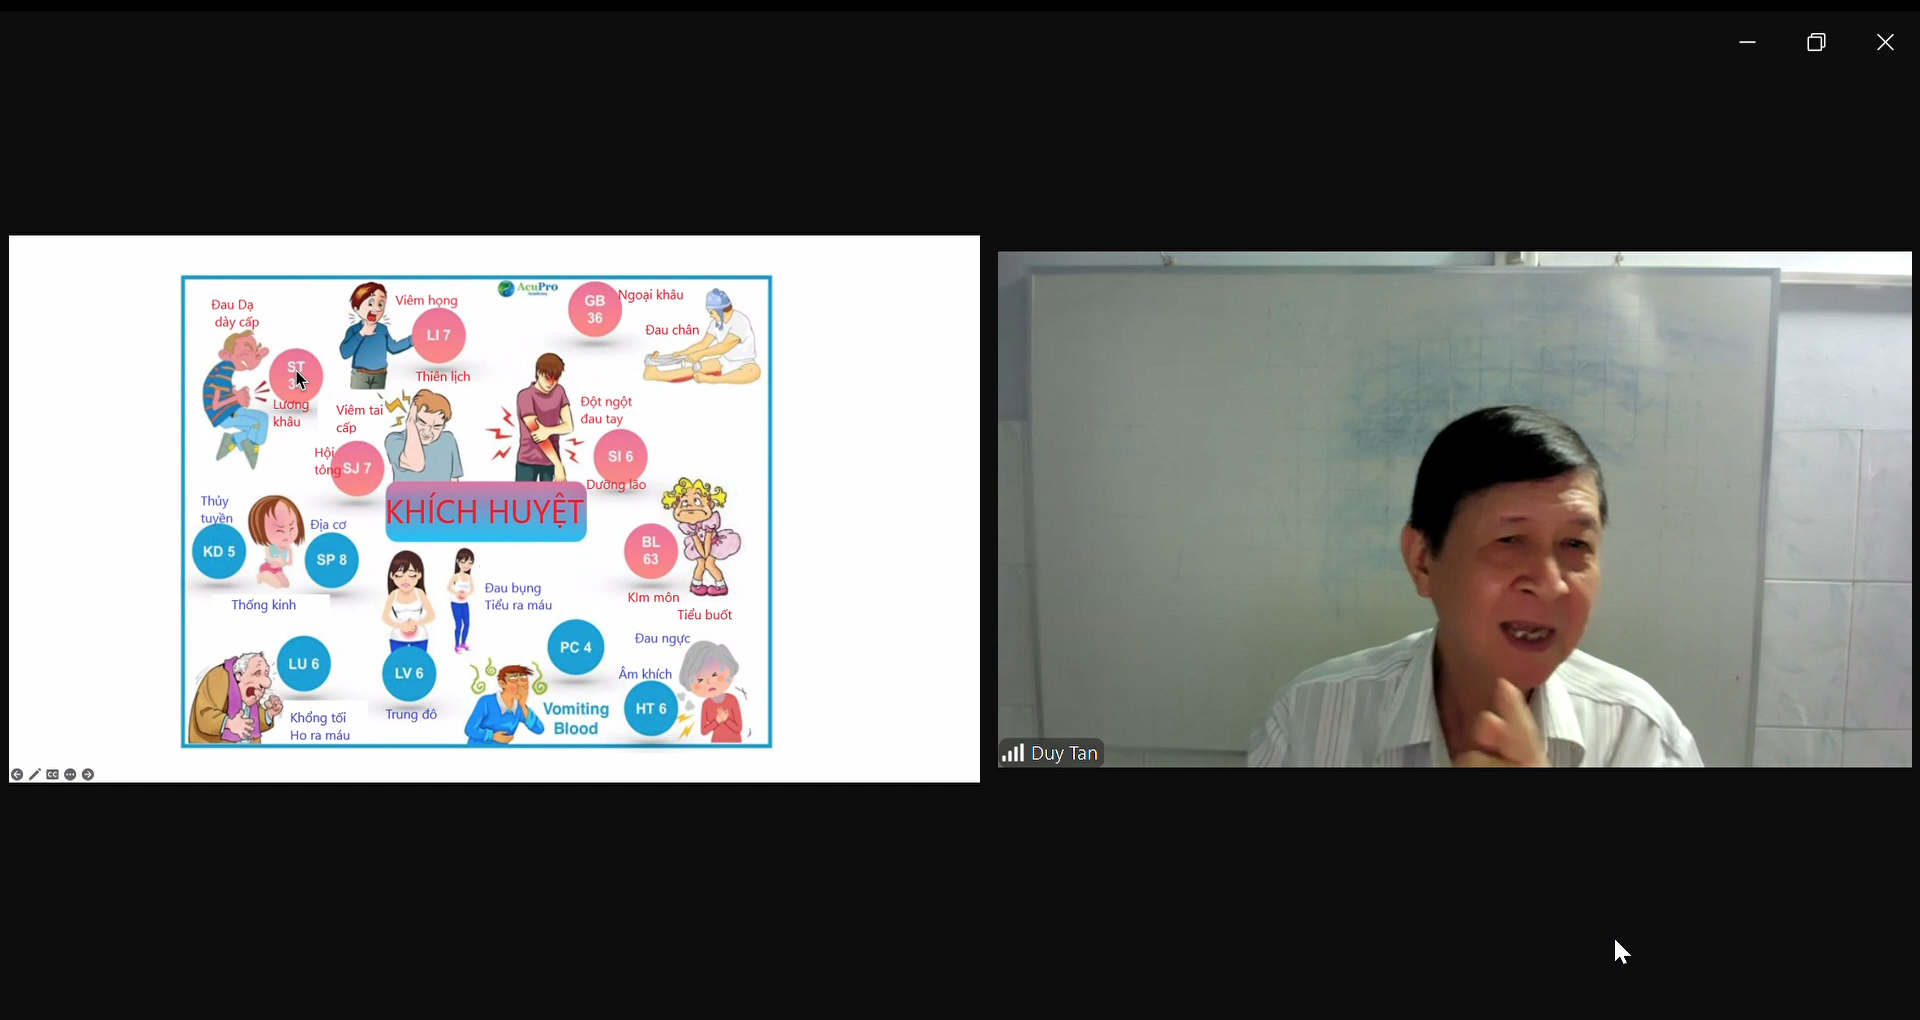 AcuPro
Academy
Đau Dạ
dày cấp
ST
Lương
khâu
Viêm họng
LI 7
Thiên lịch
GB
36
Ngoại khâu
Đau chân
Viêm tai
cấp
Hội
tông
SJ 7
Đột ngột
đau tay
SI 6
Dưỡng lão
KHÍCH HUYỆT
Thủy
tuyền
KD 5
Địa cơ
SP 8
Thống kinh
BL
63
KIm môn
Tiểu buốt
Đau bụng
Tiểu ra máu
LV 6
Trung đô
LU 6
Khổng tối
Ho ra máu
PC 4
Vomiting
Blood
Đau ngực
Âm khích
HT 6
CC
Duy Tan